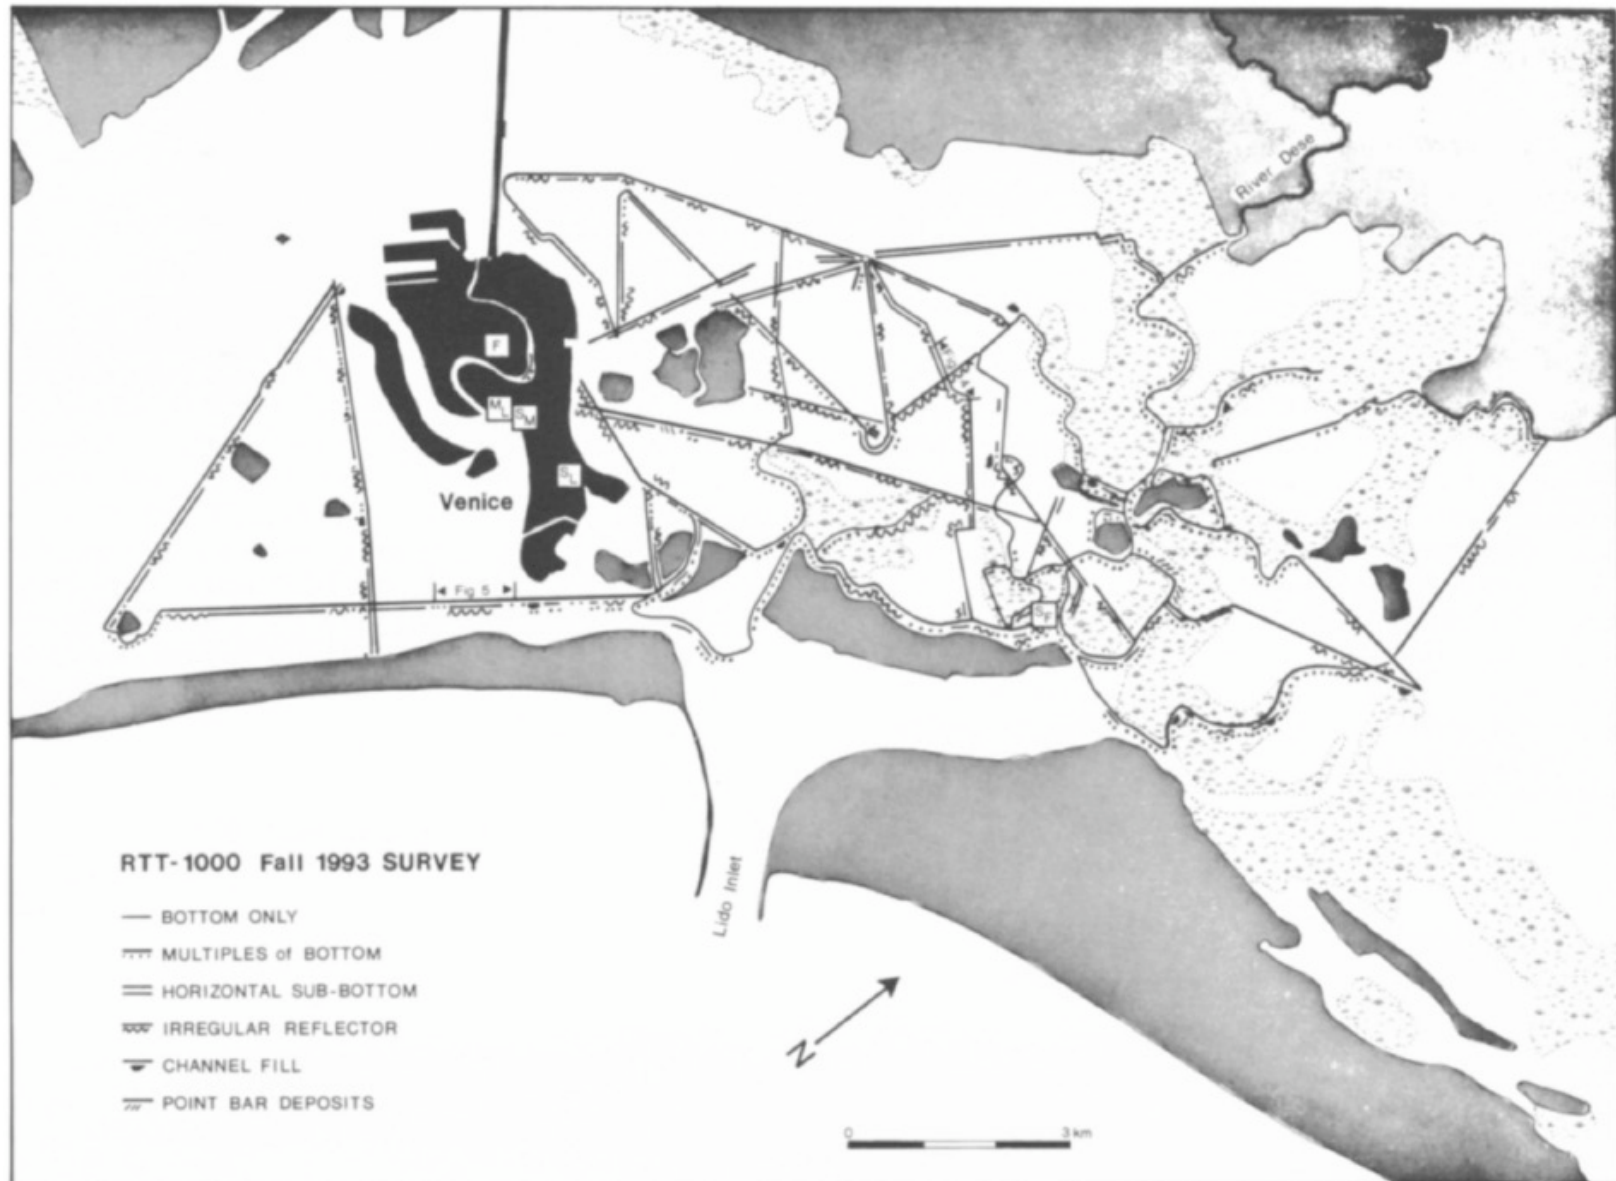 River Dese
F
M L
S M
S L
Venice
Fig 5
S F
RTT-1000 Fall 1993 SURVEY
BOTTOM ONLY
MULTIPLES of BOTTOM
HORIZONTAL SUB-BOTTOM
IRREGULAR REFLECTOR
CHANNEL FILL
POINT BAR DEPOSITS
Lido Inlet
N
0 3 km